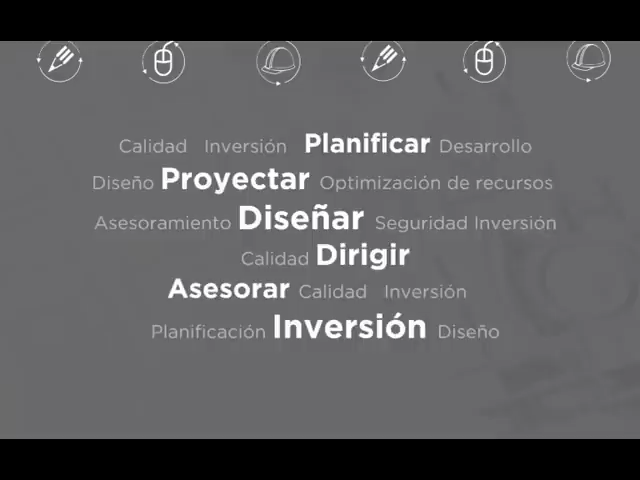 Calidad Inversión Planificar Desarrollo
Diseño Proyectar Optimización de recursos
Asesoramiento Diseñar Seguridad Inversión
Calidad Dirigir
Asesorar Calidad Inversión
Planificación Inversión Diseño